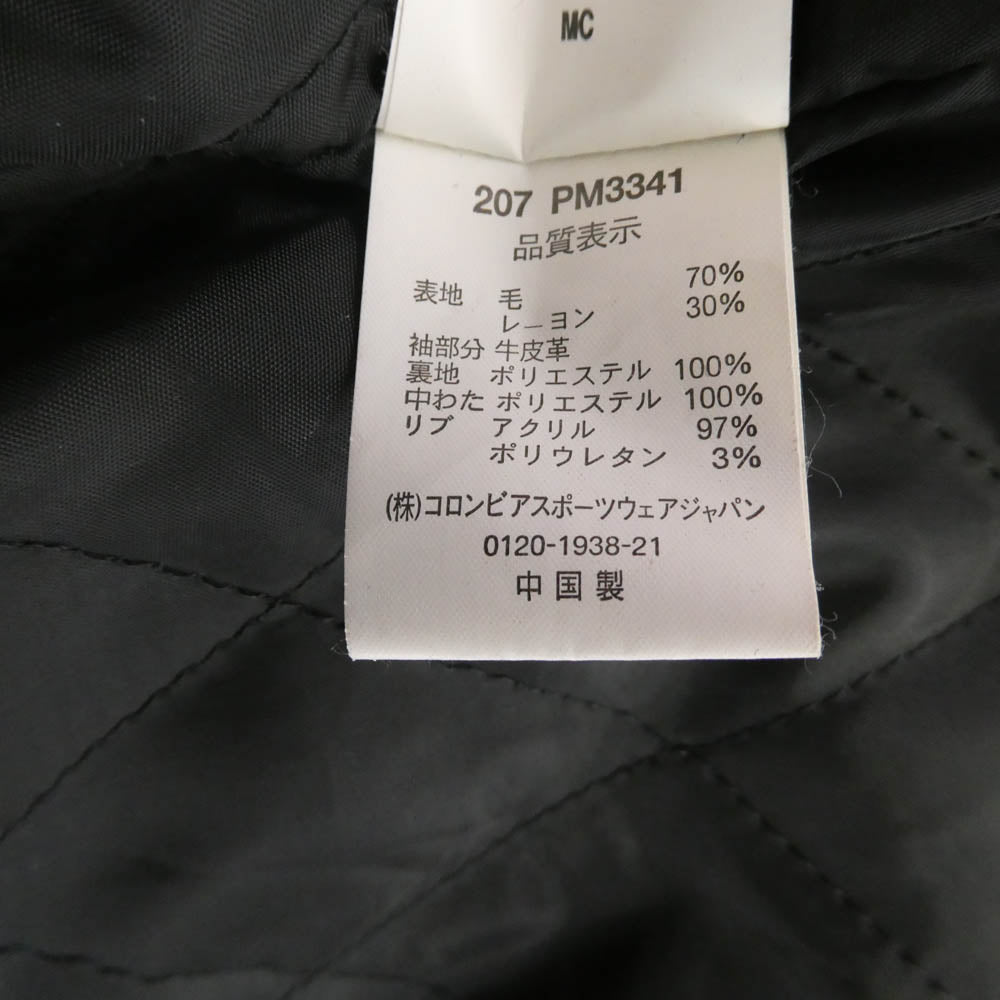 MC
207 PM3341
品質表示
表地 毛 70%
レーヨン 30%
袖部分 牛皮革
裏地 ポリエステル 100%
中わた ポリエステル 100%
リブ アクリル 97%
ポリウレタン 3%
(株)コロンビアスポーツウェアジャパン
0120-1938-21
中国製